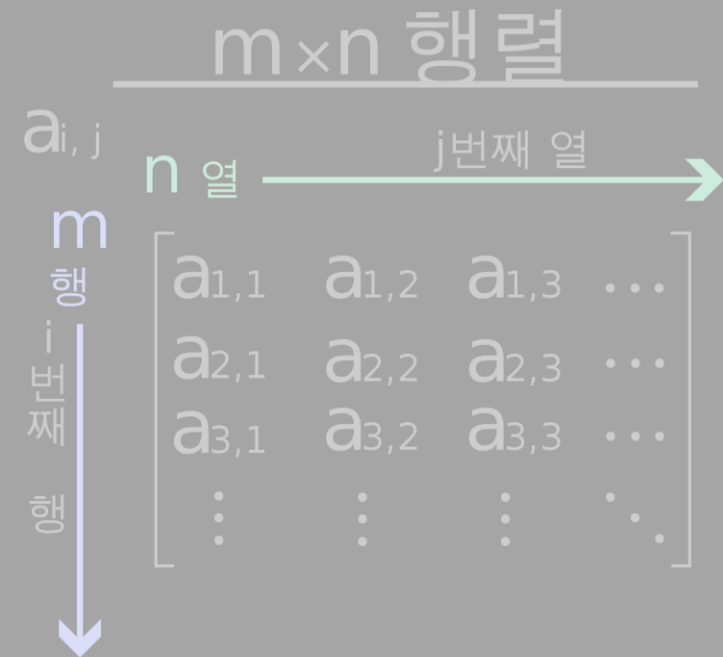 m×n 행렬
a i, j
j번째 열
n 열
m
행
i
번
째
행
a1,1 a1,2 a1,3 ...
a2,1 a2,2 a2,3 ...
a3,1 a3,2 a3,3 ...
⋮ ⋮ ⋮ ⋱